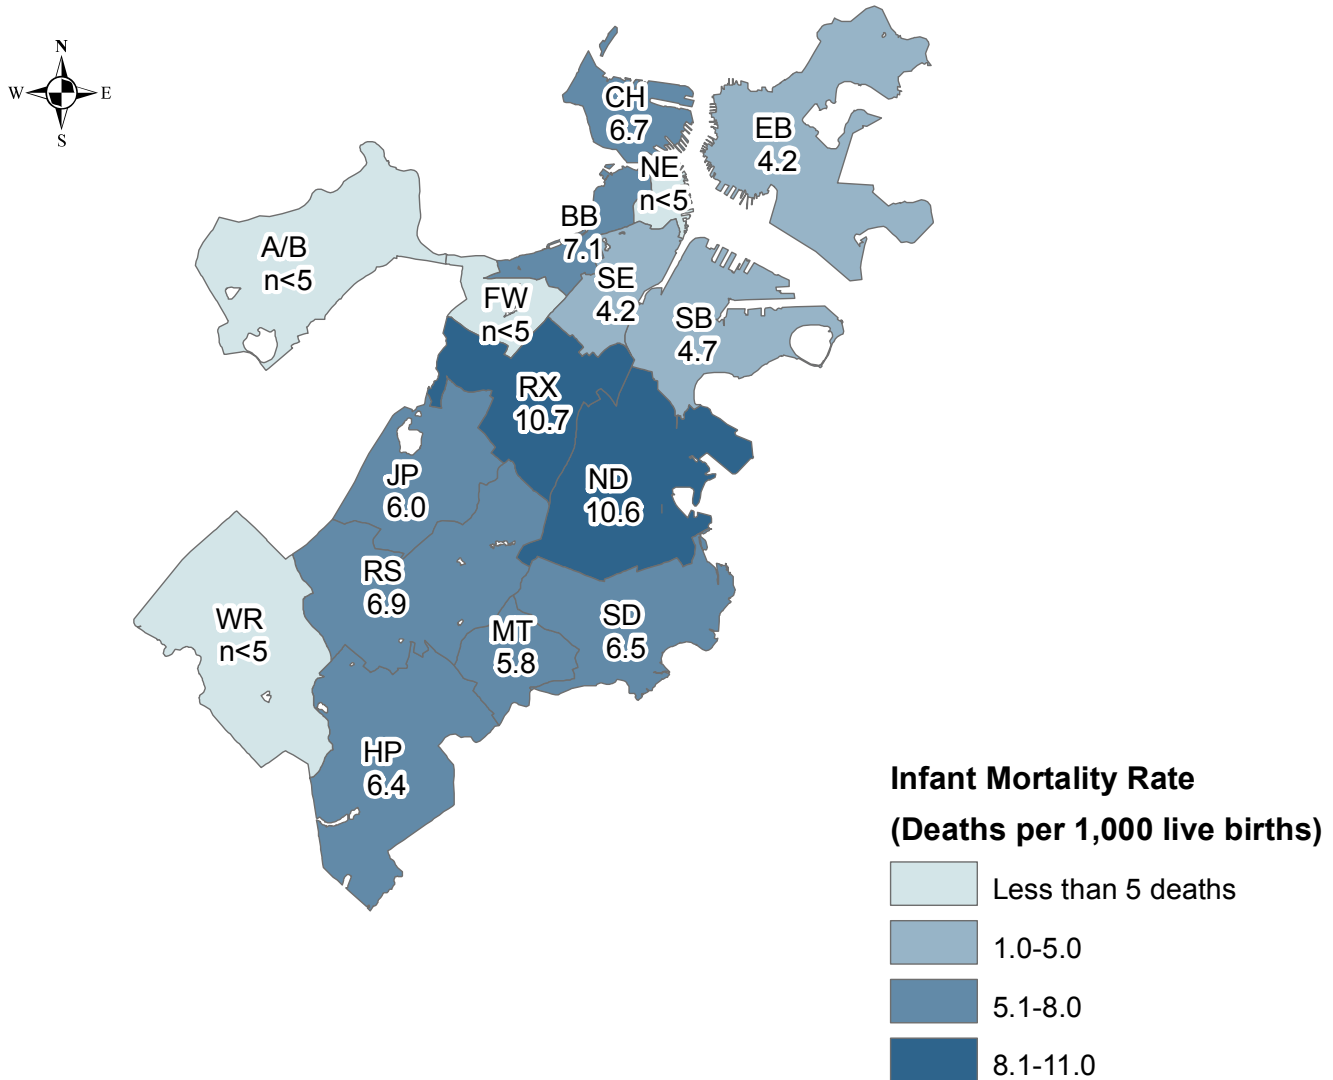 N
W E
S
CH
6.7
EB
4.2
NE
n<5
BB
7.1
A/B
n<5
SE
4.2
FW
n<5
SB
4.7
RX
10.7
JP
6.0
ND
10.6
RS
6.9
WR
n<5
MT
5.8
SD
6.5
HP
6.4
Infant Mortality Rate
(Deaths per 1,000 live births)
Less than 5 deaths
1.0-5.0
5.1-8.0
8.1-11.0